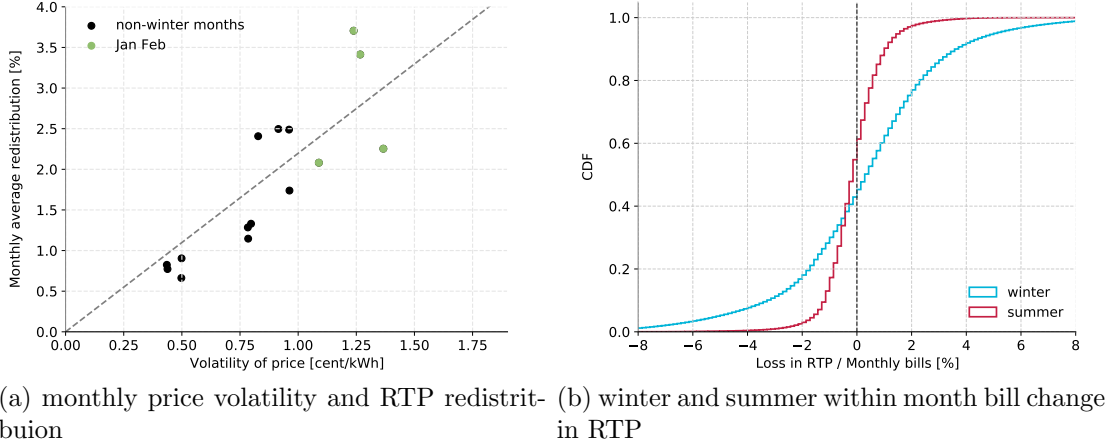 4.0
3.5
3.0
2.5
2.0
1.5
1.0
0.5
0.0
Monthly average redistribution [%]
non-winter months
Jan Feb
0.00 0.25 0.50 0.75 1.00 1.25 1.50 1.75
Volatility of price [cent/kWh]
1.0
0.8
0.6
0.4
0.2
0.0
CDF
winter
summer
−8 −6 −4 −2 0 2 4 6 8
Loss in RTP / Monthly bills [%]
(a) monthly price volatility and RTP redistrit-
buion
(b) winter and summer within month bill change
in RTP